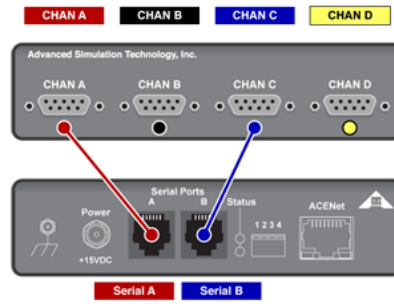 CHAN A CHAN B CHAN C CHAN D
Advanced Simulation Technology, Inc.
CHAN A CHAN B CHAN C CHAN D
Serial Ports
A B Status
Power
1 2 3 4
ACENet
+15VDC
Serial A Serial B